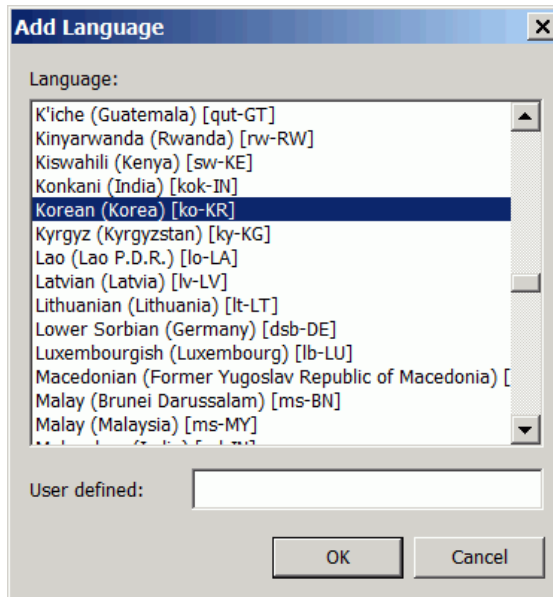 Add Language
Language:
K'iche (Guatemala) [qut-GT]
Kinyarwanda (Rwanda) [rw-RW]
Kiswahili (Kenya) [sw-KE]
Konkani (India) [kok-IN]
Korean (Korea) [ko-KR]
Kyrgyz (Kyrgyzstan) [ky-KG]
Lao (Lao P.D.R.) [lo-LA]
Latvian (Latvia) [lv-LV]
Lithuanian (Lithuania) [lt-LT]
Lower Sorbian (Germany) [dsb-DE]
Luxembourgish (Luxembourg) [lb-LU]
Macedonian (Former Yugoslav Republic of Macedonia) [
Malay (Brunei Darussalam) [ms-BN]
Malay (Malaysia) [ms-MY]
User defined:
OK
Cancel